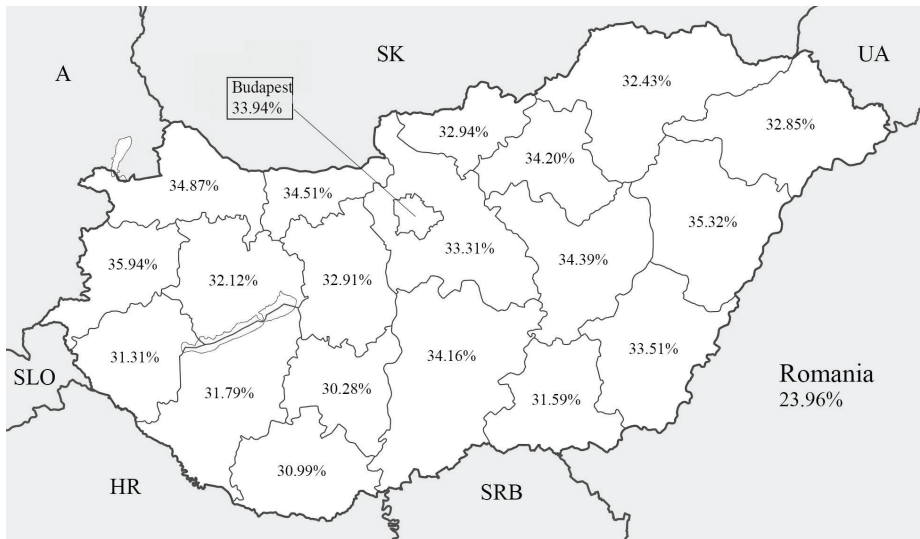 SK
A
UA
Budapest
33.94%
32.43%
32.94%
32.85%
34.20%
34.87%
34.51%
35.32%
33.31%
35.94%
32.12%
32.91%
34.39%
31.31%
34.16%
33.51%
SLO
31.79%
30.28%
31.59%
Romania
23.96%
30.99%
HR
SRB